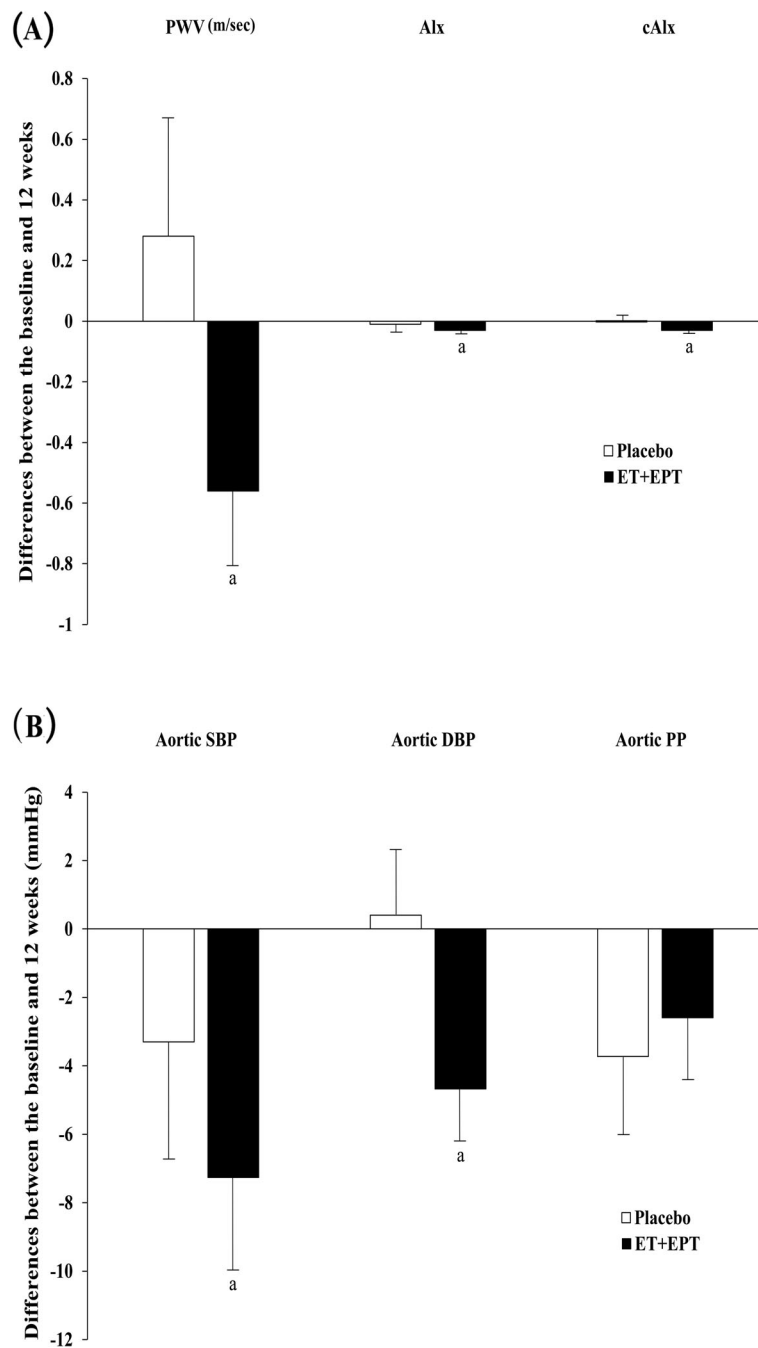 (A)
PWV (m/sec) Alx cAlx
Differences between the baseline and 12 weeks
0.8
0.6
0.4
0.2
0
-0.2
-0.4
-0.6
-0.8
-1
a
a
a
Placebo
ET+EPT
(B)
Aortic SBP Aortic DBP Aortic PP
Differences between the baseline and 12 weeks (mmHg)
4
2
0
-2
-4
-6
-8
-10
-12
a
a
Placebo
ET+EPT